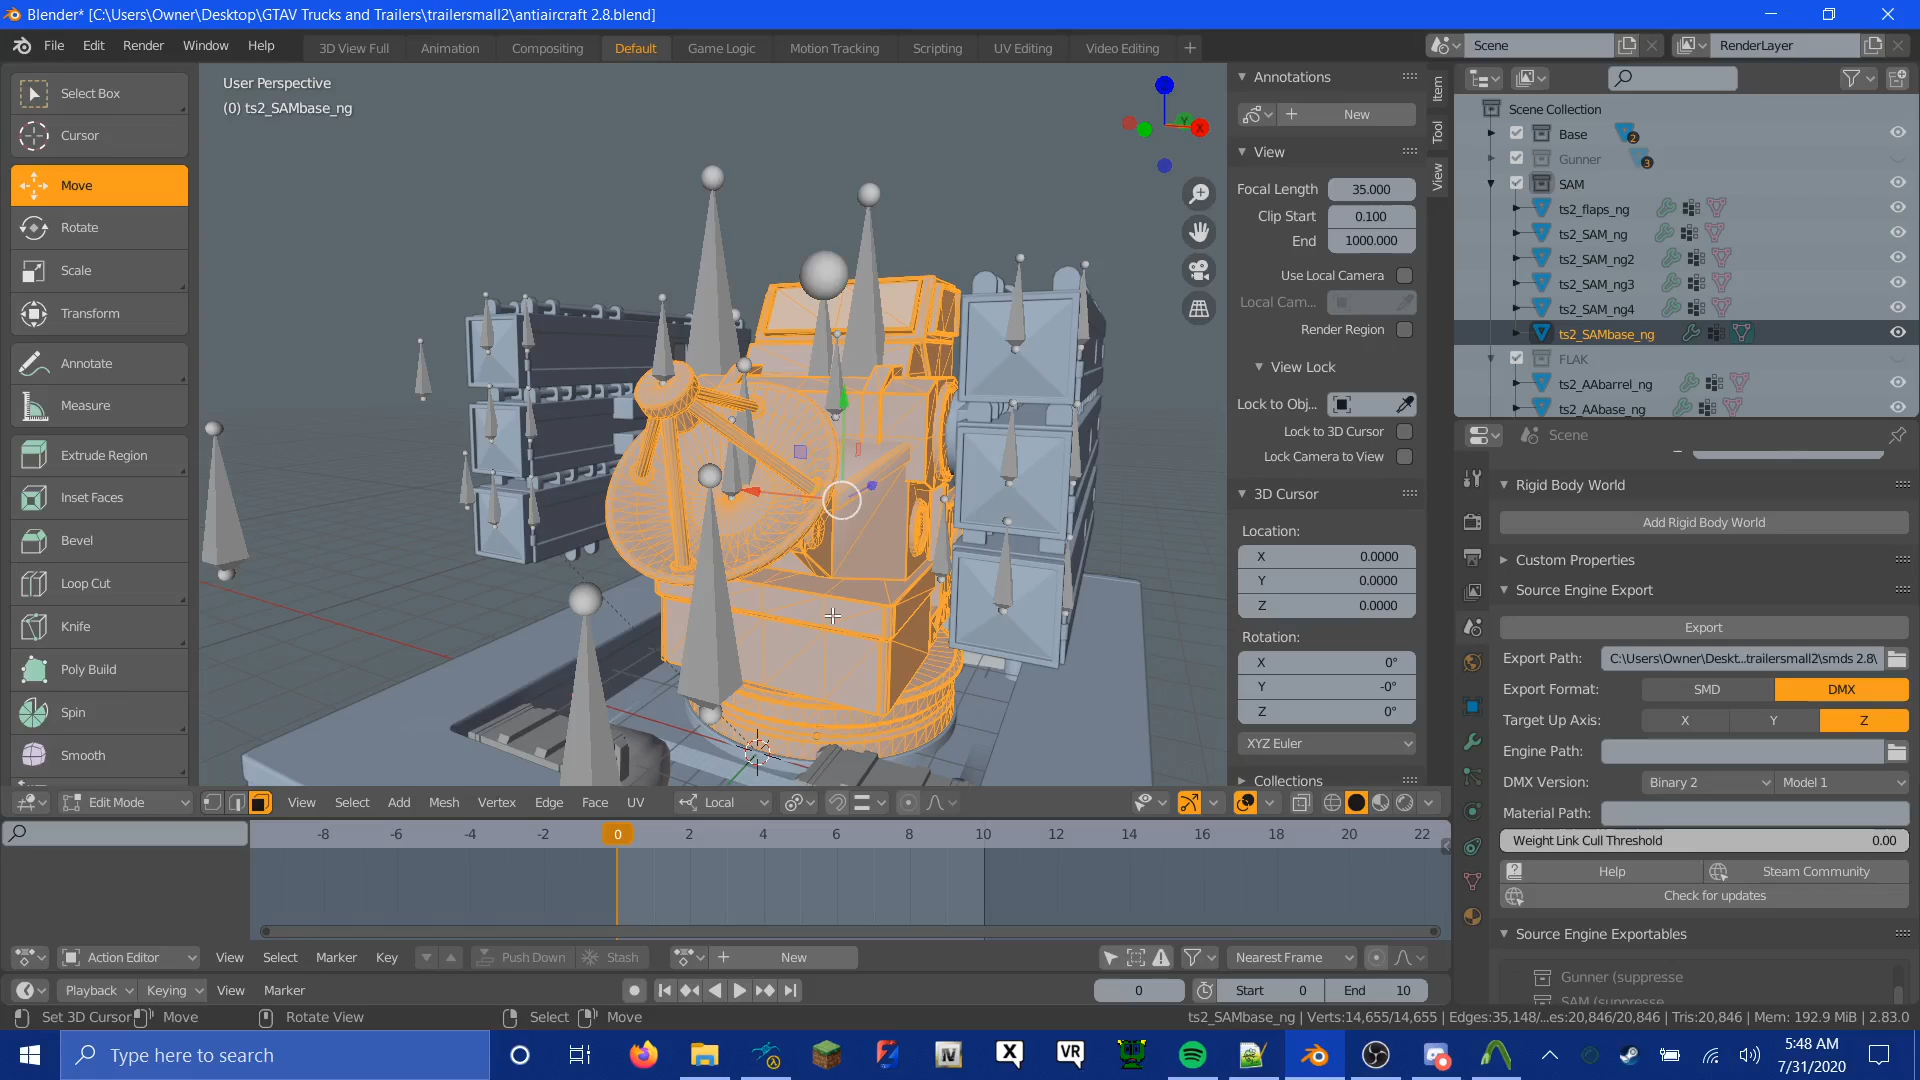 Blender* [C:\Users\Owner\Desktop\GTAV Trucks and Trailers\trailersmall2\antiaircraft 2.8.blend]
File Edit Render Window Help
3D View Full Animation Compositing Default Game Logic Motion Tracking Scripting UV Editing Video Editing
Scene
RenderLayer
Select Box
Cursor
Move
Rotate
Scale
Transform
Annotate
Measure
Extrude Region
Inset Faces
Bevel
Loop Cut
Knife
Poly Build
Spin
Smooth
User Perspective
(0) ts2_SAMbase_ng
X
Y
Annotations
New
View
Focal Length 35.000
Clip Start 0.100
End 1000.000
Use Local Camera
Local Cam...
Render Region
View Lock
Lock to Obj...
Lock to 3D Cursor
Lock Camera to View
3D Cursor
Location:
X 0.0000
Y 0.0000
Z 0.0000
Rotation:
X 0°
Y -0°
Z 0°
XYZ Euler
Collections
Item
Tool
View
Scene Collection
Base 2
Gunner 3
SAM
ts2_flaps_ng
ts2_SAM_ng
ts2_SAM_ng2
ts2_SAM_ng3
ts2_SAM_ng4
ts2_SAMbase_ng
FLAK
ts2_AAbarrel_ng
ts2_AAbase_ng
Scene
Rigid Body World
Add Rigid Body World
Custom Properties
Source Engine Export
Export
Export Path: C:\Users\Owner\Deskt...trailersmall2\smds 2.8\
Export Format: SMD DMX
Target Up Axis: X Y Z
Engine Path:
DMX Version: Binary 2 Model 1
Material Path:
Weight Link Cull Threshold 0.00
Help Steam Community
Check for updates
Source Engine Exportables
Gunner (suppresse
SAM (suppresse
Edit Mode View Select Add Mesh Vertex Edge Face UV Local
-8 -6 -4 -2 0 2 4 6 8 10 12 14 16 18 20 22
Action Editor View Select Marker Key Push Down Stash New Nearest Frame
Playback Keying View Marker 0 Start 0 End 10
Set 3D Cursor Move Rotate View Select Move
ts2_SAMbase_ng | Verts:14,655/14,655 | Edges:35,148/...es:20,846/20,846 | Tris:20,846 | Mem: 192.9 MiB | 2.83.0
Type here to search
5:48 AM
7/31/2020